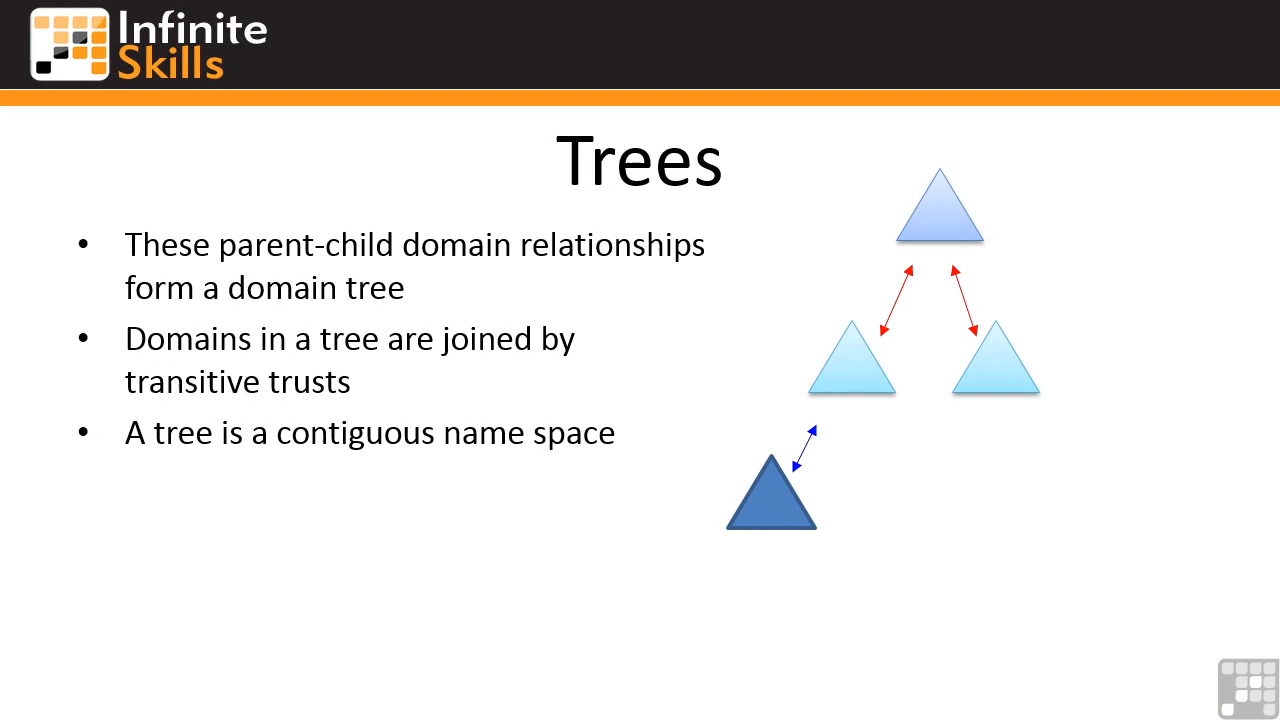 Infinite
Skills
Trees
• These parent-child domain relationships
form a domain tree
• Domains in a tree are joined by
transitive trusts
• A tree is a contiguous name space